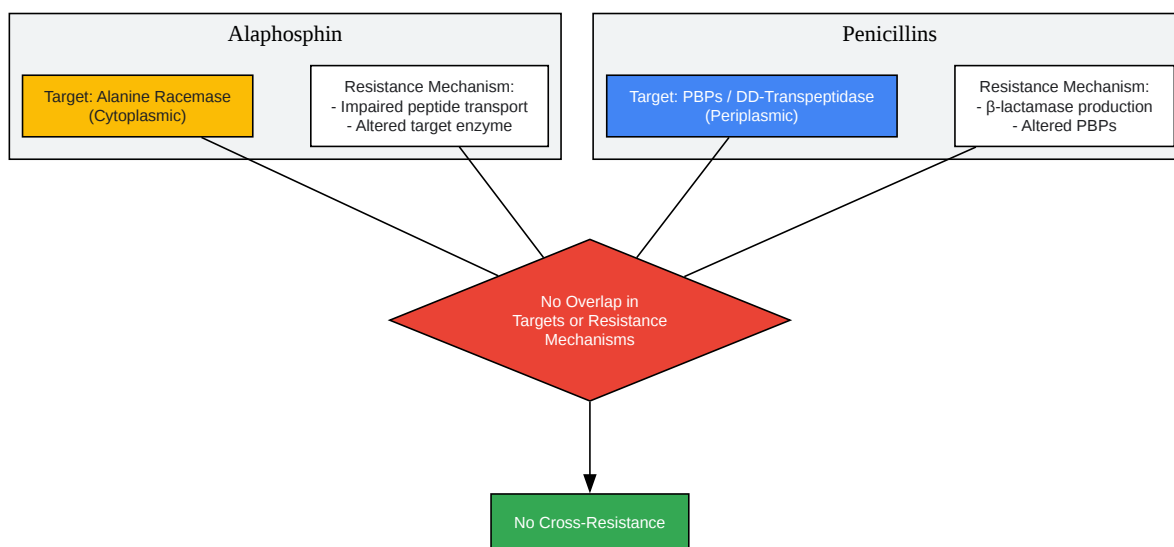 Alaphosphin
Target: Alanine Racemase
(Cytoplasmic)
Resistance Mechanism:
- Impaired peptide transport
- Altered target enzyme
Penicillins
Target: PBPs / DD-Transpeptidase
(Periplasmic)
Resistance Mechanism:
- β-lactamase production
- Altered PBPs
No Overlap in
Targets or Resistance
Mechanisms
No Cross-Resistance